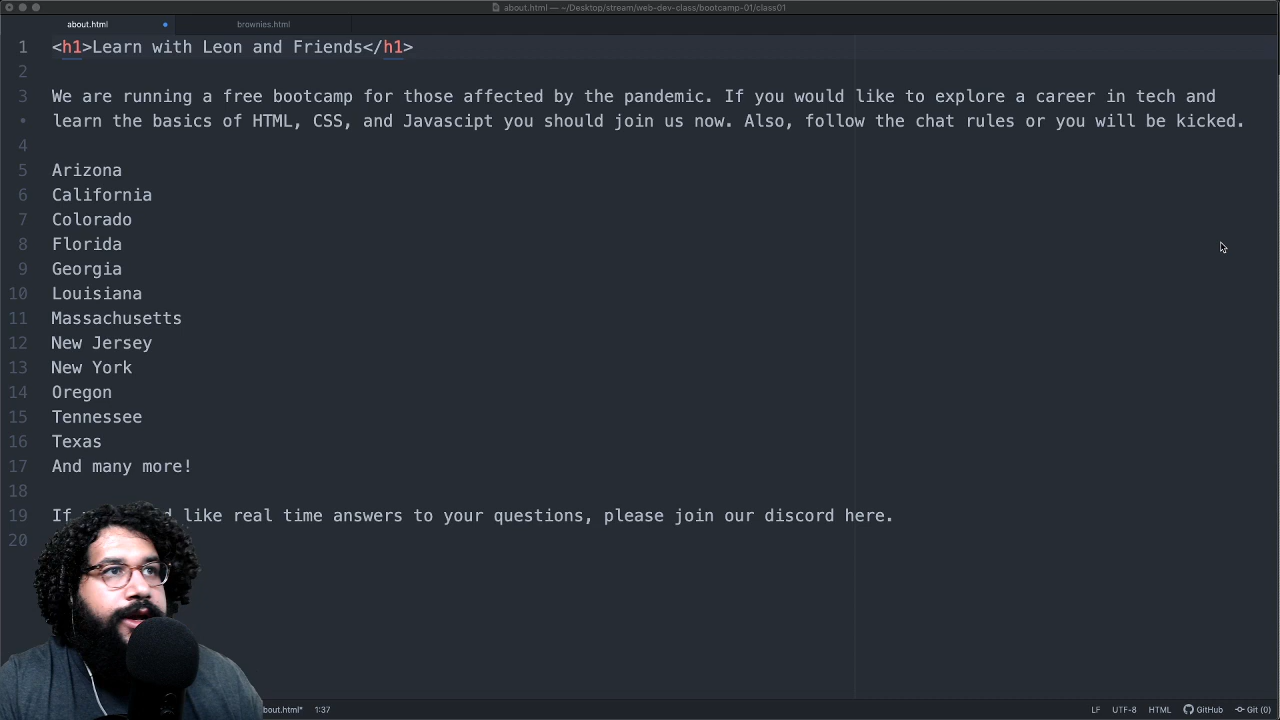 about.html — ~/Desktop/stream/web-dev-class/bootcamp-01/class01
about.html brownies.html
1 <h1>Learn with Leon and Friends</h1>
2
3 We are running a free bootcamp for those affected by the pandemic. If you would like to explore a career in tech and
• learn the basics of HTML, CSS, and Javascipt you should join us now. Also, follow the chat rules or you will be kicked.
4
5 Arizona
6 California
7 Colorado
8 Florida
9 Georgia
10 Louisiana
11 Massachusetts
12 New Jersey
13 New York
14 Oregon
15 Tennessee
16 Texas
17 And many more!
18
19 If like real time answers to your questions, please join our discord here.
20
bout.html* 1:37 LF UTF-8 HTML GitHub Git (0)